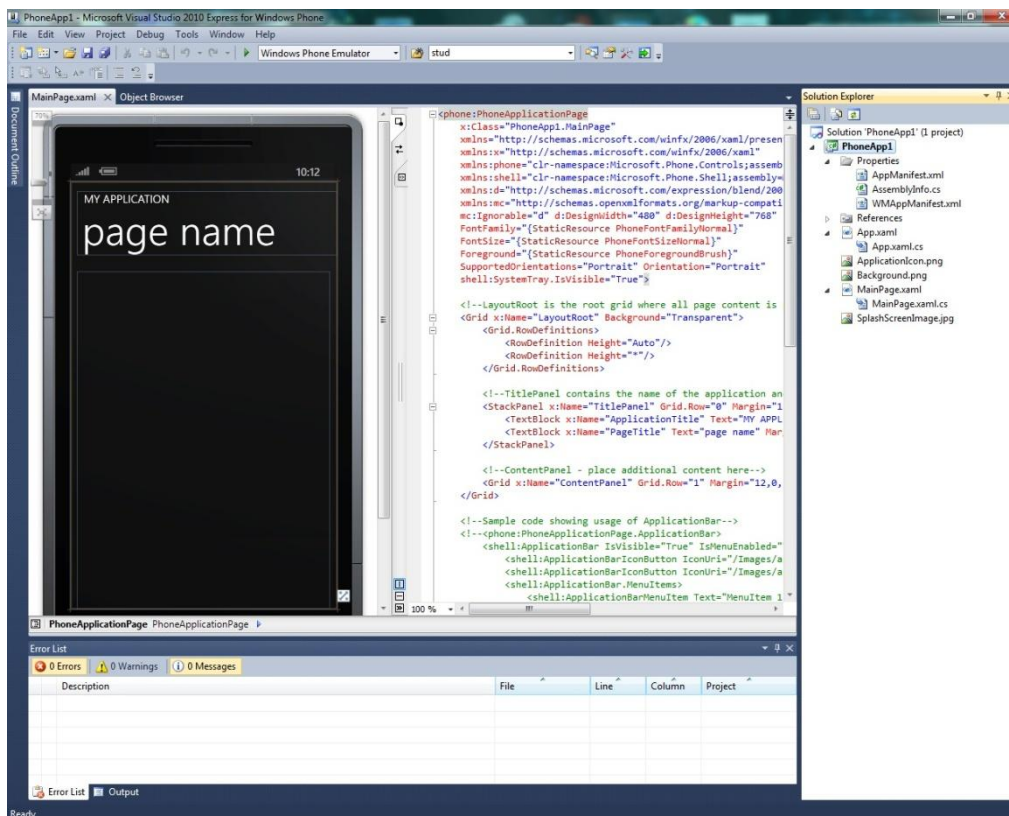 PhoneApp1 - Microsoft Visual Studio 2010 Express for Windows Phone
File Edit View Project Debug Tools Window Help
Windows Phone Emulator stud
MainPage.xaml Object Browser
Document Outline
70%
10:12
MY APPLICATION
page name
<phone:PhoneApplicationPage
x:Class="PhoneApp1.MainPage"
xmlns="http://schemas.microsoft.com/winfx/2006/xaml/presen
xmlns:x="http://schemas.microsoft.com/winfx/2006/xaml"
xmlns:phone="clr-namespace:Microsoft.Phone.Controls;assemb
xmlns:shell="clr-namespace:Microsoft.Phone.Shell;assembly=
xmlns:d="http://schemas.microsoft.com/expression/blend/200
xmlns:mc="http://schemas.openxmlformats.org/markup-compati
mc:Ignorable="d" d:DesignWidth="480" d:DesignHeight="768"
FontFamily="{StaticResource PhoneFontFamilyNormal}"
FontSize="{StaticResource PhoneFontSizeNormal}"
Foreground="{StaticResource PhoneForegroundBrush}"
SupportedOrientations="Portrait" Orientation="Portrait"
shell:SystemTray.IsVisible="True">
<!--LayoutRoot is the root grid where all page content is
<Grid x:Name="LayoutRoot" Background="Transparent">
<Grid.RowDefinitions>
<RowDefinition Height="Auto"/>
<RowDefinition Height="*"/>
</Grid.RowDefinitions>
<!--TitlePanel contains the name of the application an
<StackPanel x:Name="TitlePanel" Grid.Row="0" Margin="1
<TextBlock x:Name="ApplicationTitle" Text="MY APPL
<TextBlock x:Name="PageTitle" Text="page name" Mar
</StackPanel>
<!--ContentPanel - place additional content here-->
<Grid x:Name="ContentPanel" Grid.Row="1" Margin="12,0,
</Grid>
<!--Sample code showing usage of ApplicationBar-->
<!--<phone:PhoneApplicationPage.ApplicationBar>
<shell:ApplicationBar IsVisible="True" IsMenuEnabled="
<shell:ApplicationBarIconButton IconUri="/Images/a
<shell:ApplicationBarIconButton IconUri="/Images/a
<shell:ApplicationBar.MenuItems>
<shell:ApplicationBarMenuItem Text="MenuItem 1
100 %
PhoneApplicationPage PhoneApplicationPage
Solution Explorer
Solution 'PhoneApp1' (1 project)
PhoneApp1
Properties
AppManifest.xml
AssemblyInfo.cs
WMAppManifest.xml
References
App.xaml
App.xaml.cs
ApplicationIcon.png
Background.png
MainPage.xaml
MainPage.xaml.cs
SplashScreenImage.jpg
Error List
0 Errors 0 Warnings 0 Messages
Description File Line Column Project
Error List Output
Ready